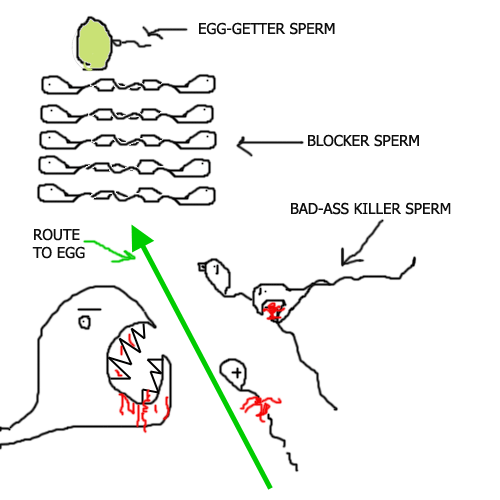 EGG-GETTER SPERM
BLOCKER SPERM
BAD-ASS KILLER SPERM
ROUTE
TO EGG